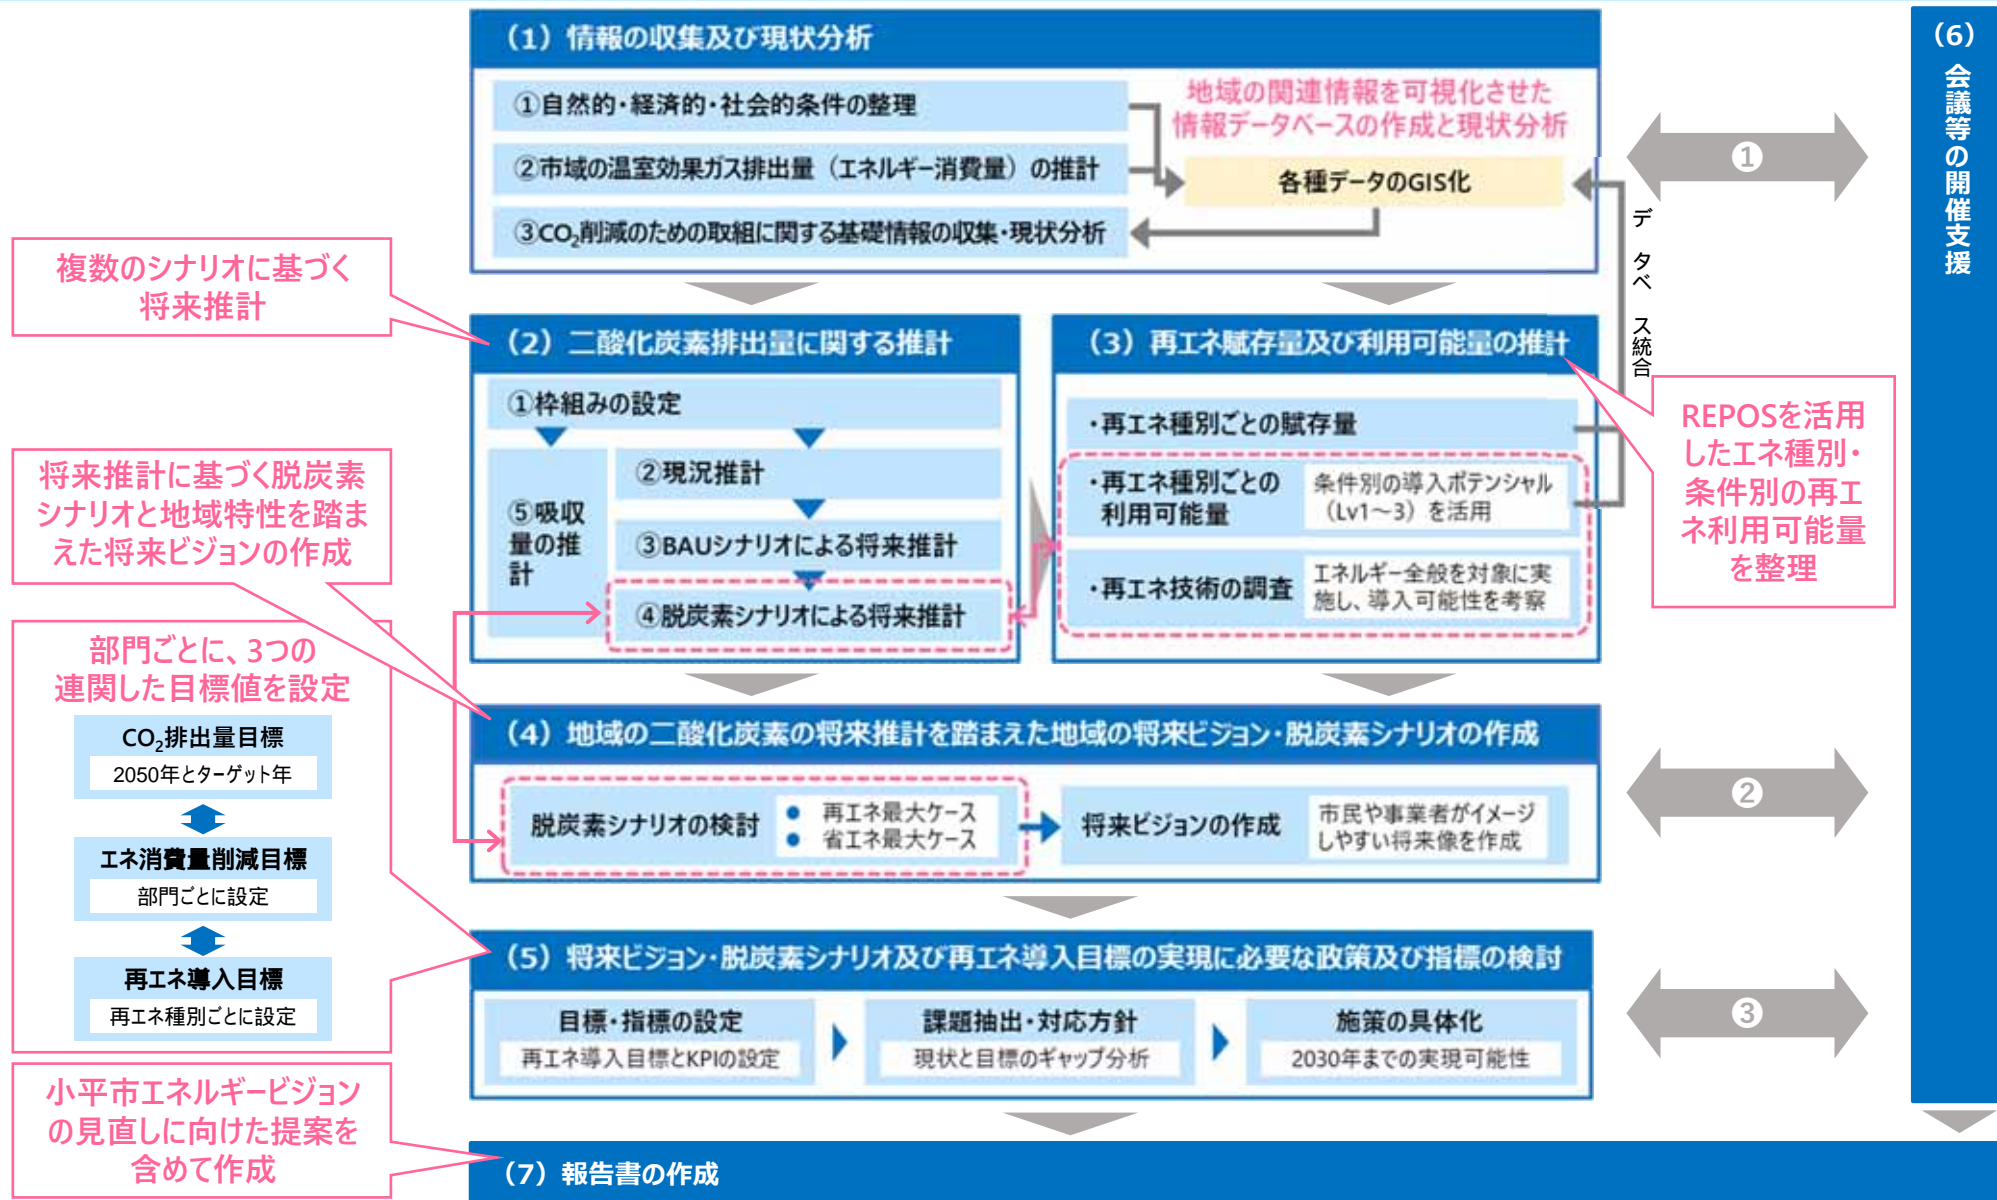 （1）情報の収集及び現状分析
①自然的・経済的・社会的条件の整理
②市域の温室効果ガス排出量（エネルギー消費量）の推計
③CO₂削減のための取組に関する基礎情報の収集・現状分析
地域の関連情報を可視化させた
情報データベースの作成と現状分析
各種データのGIS化
データベース統合
❶
（6）会議等の開催支援
複数のシナリオに基づく
将来推計
（2）二酸化炭素排出量に関する推計
①枠組みの設定
②現況推計
③BAUシナリオによる将来推計
④脱炭素シナリオによる将来推計
⑤吸収
量の推
計
（3）再エネ賦存量及び利用可能量の推計
・再エネ種別ごとの賦存量
・再エネ種別ごとの
利用可能量
条件別の導入ポテンシャル
（Lv1～3）を活用
・再エネ技術の調査
エネルギー全般を対象に実
施し、導入可能性を考察
REPOSを活用
したエネ種別・
条件別の再エ
ネ利用可能量
を整理
将来推計に基づく脱炭素
シナリオと地域特性を踏ま
えた将来ビジョンの作成
（4）地域の二酸化炭素の将来推計を踏まえた地域の将来ビジョン・脱炭素シナリオの作成
脱炭素シナリオの検討
● 再エネ最大ケース
● 省エネ最大ケース
将来ビジョンの作成
市民や事業者がイメージ
しやすい将来像を作成
❷
部門ごとに、3つの
連関した目標値を設定
CO₂排出量目標
2050年とターゲット年
エネ消費量削減目標
部門ごとに設定
再エネ導入目標
再エネ種別ごとに設定
（5）将来ビジョン・脱炭素シナリオ及び再エネ導入目標の実現に必要な政策及び指標の検討
目標・指標の設定
再エネ導入目標とKPIの設定
課題抽出・対応方針
現状と目標のギャップ分析
施策の具体化
2030年までの実現可能性
❸
小平市エネルギービジョン
の見直しに向けた提案を
含めて作成
（7）報告書の作成